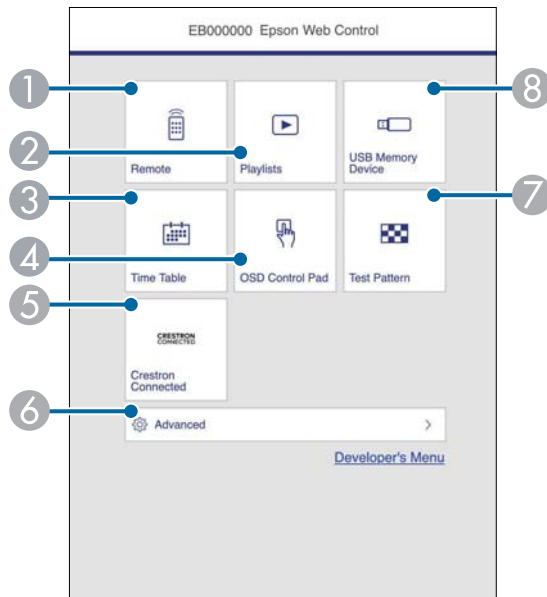 EB000000 Epson Web Control
1
8
2
Remote
Playlists
USB Memory
Device
3
7
4
Time Table
OSD Control Pad
Test Pattern
5
CRESTRON
CONNECTED
Crestron
Connected
6
Advanced
Developer's Menu